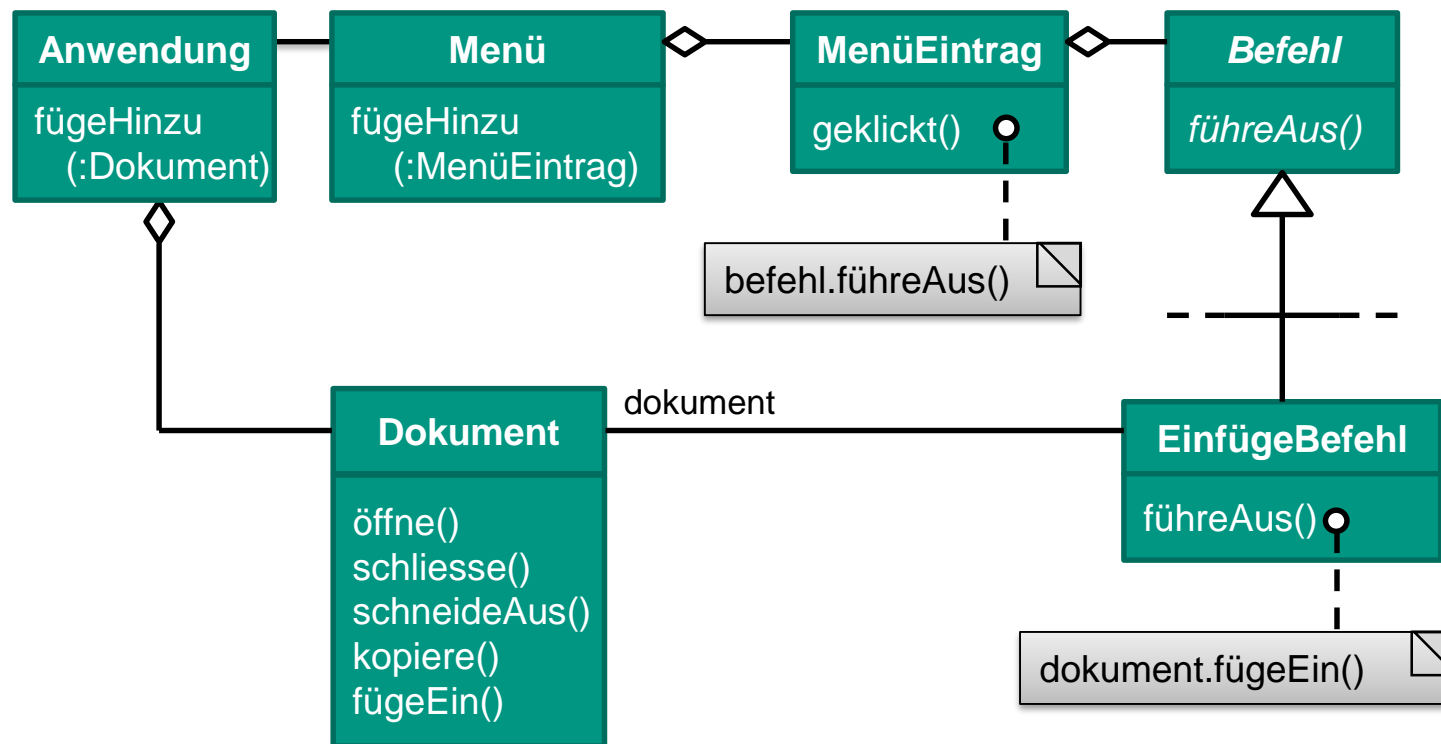 Anwendung
fügeHinzu
(:Dokument)
Menü
fügeHinzu
(:MenüEintrag)
MenüEintrag
geklickt()
Befehl
führeAus()
befehl.führeAus()
Dokument
öffne()
schliesse()
schneideAus()
kopiere()
fügeEin()
dokument
EinfügeBefehl
führeAus()
dokument.fügeEin()